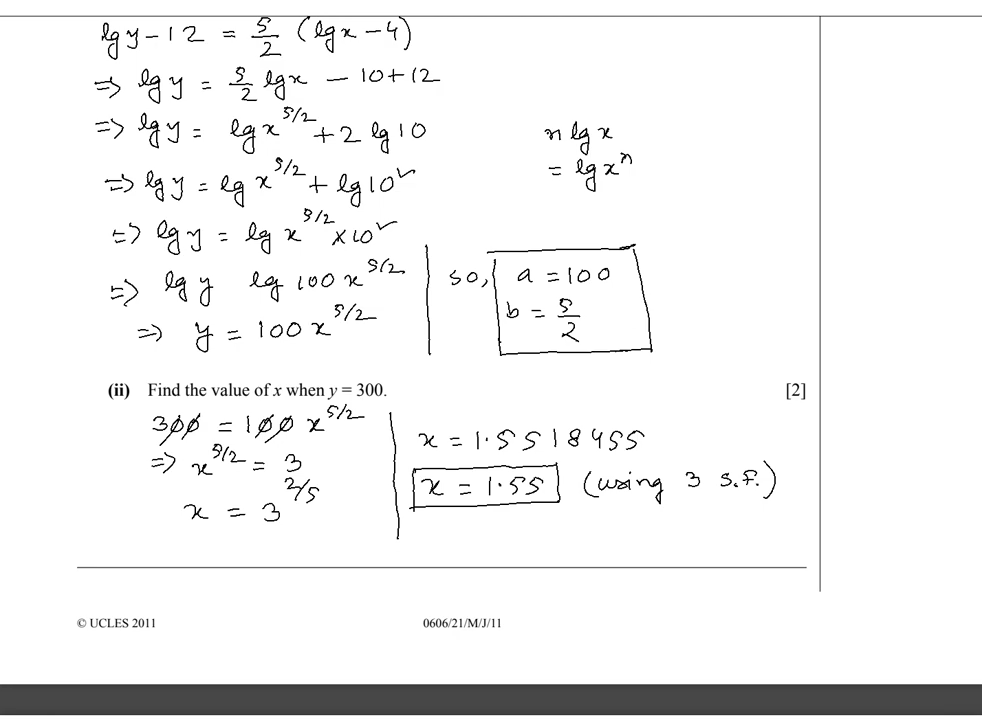 lg y - 12 = 5/2 (lg x - 4)
=> lg y = 5/2 lg x - 10 + 12
=> lg y = lg x^5/2 + 2 lg 10
n lg x
= lg x^n
=> lg y = lg x^5/2 + lg 10^2
=> lg y = lg x^5/2 × 10^2
=> lg y lg 100 x^5/2
=> y = 100 x^5/2
so, a = 100
b = 5/2
(ii) Find the value of x when y = 300. [2]
300 = 100 x^5/2
=> x^5/2 = 3
x = 3^2/5
x = 1.5518455
x = 1.55 (using 3 s.f.)
© UCLES 2011 0606/21/M/J/11